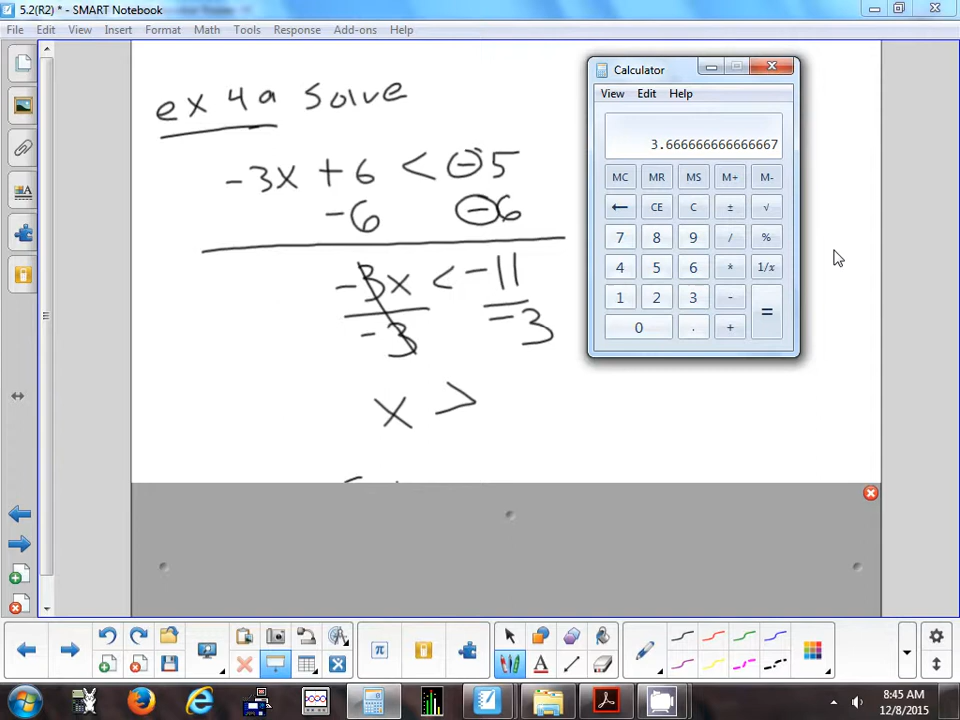 5.2(R2) * - SMART Notebook
File Edit View Insert Format Math Tools Response Add-ons Help
ex 4a Solve
-3x + 6 < -5
-6 -6
-3x < -11
-3 -3
x >
Calculator
View Edit Help
3.666666666666667
MC MR MS M+ M-
← CE C ± √
7 8 9 / %
4 5 6 * 1/x
1 2 3 - =
0 . +
π
A
8:45 AM
12/8/2015